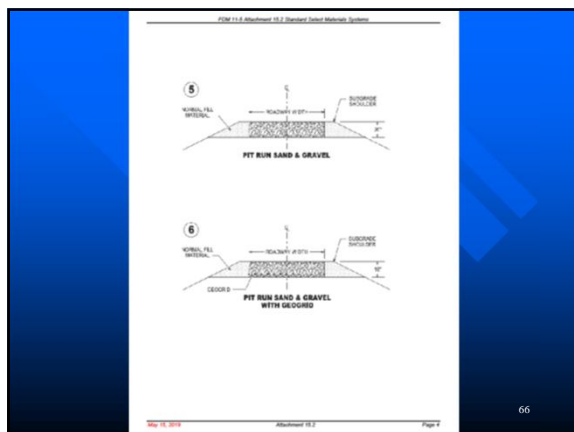 FDM 11-5 Attachment 15.2 Standard Select Materials Systems
5
℄
ROADWAY WIDTH
SUBGRADE
SHOULDER
NORMAL FILL
MATERIAL
PIT RUN SAND & GRAVEL
6
℄
ROADWAY WIDTH
SUBGRADE
SHOULDER
NORMAL FILL
MATERIAL
GEOGRID
PIT RUN SAND & GRAVEL
WITH GEOGRID
May 15, 2019
Attachment 15.2
Page 4
66